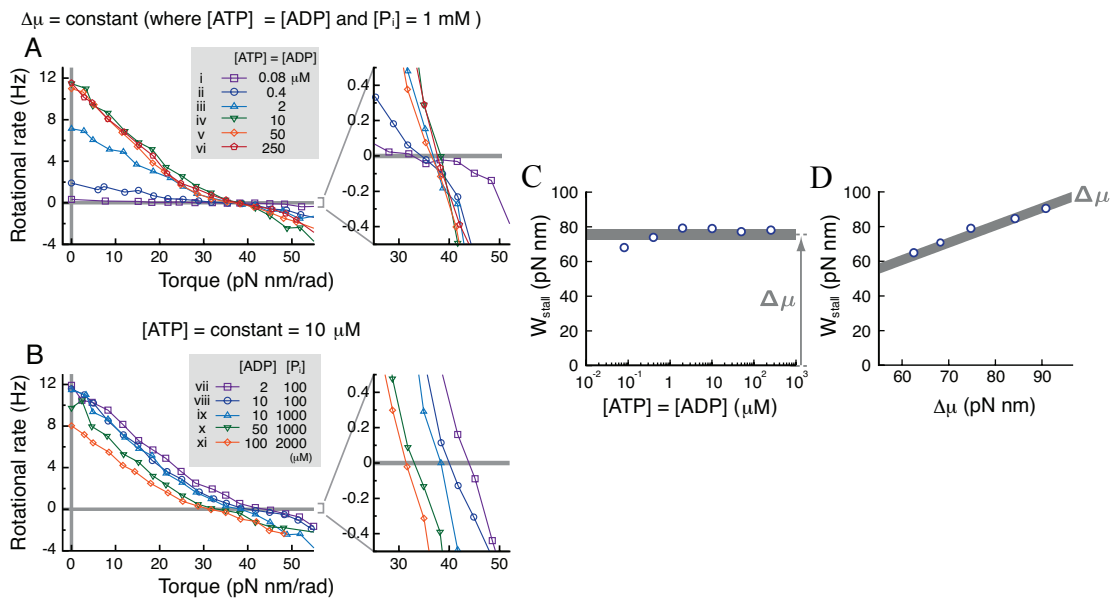 Δμ = constant (where [ATP] = [ADP] and [Pi] = 1 mM )
A
[ATP] = [ADP]
i 0.08 μM
ii 0.4
iii 2
iv 10
v 50
vi 250
Rotational rate (Hz)
12
8
4
0
-4
0 10 20 30 40 50
Torque (pN nm/rad)
0.4
0.2
0
-0.2
-0.4
30 40 50
[ATP] = constant = 10 μM
B
[ADP] [Pi]
vii 2 100
viii 10 100
ix 10 1000
x 50 1000
xi 100 2000
(μM)
Rotational rate (Hz)
12
8
4
0
-4
0 10 20 30 40 50
Torque (pN nm/rad)
0.4
0.2
0
-0.2
-0.4
30 40 50
C
Wstall (pN nm)
100
80
60
40
20
0
Δμ
10-2 10-1 100 101 102 103
[ATP] = [ADP] (μM)
D
Wstall (pN nm)
100
80
60
40
20
0
Δμ
60 70 80 90
Δμ (pN nm)